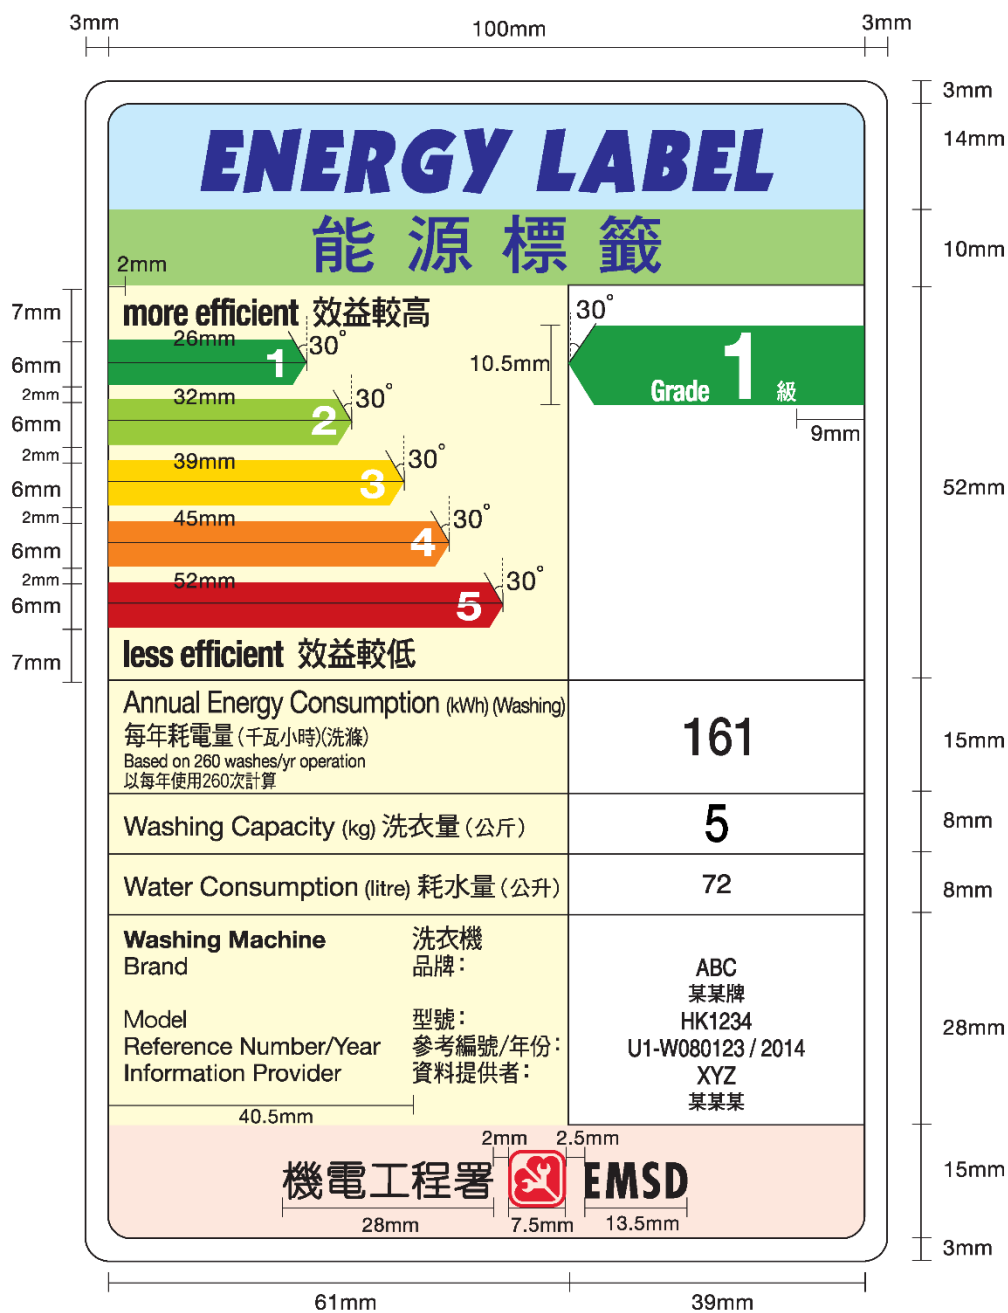 3mm 100mm 3mm
3mm
ENERGY LABEL
14mm
能源標籤
10mm
2mm
7mm
more efficient 效益較高
30°
26mm
1
30°
6mm
10.5mm
Grade 1 級
2mm
32mm
2
30°
6mm
9mm
2mm
39mm
3
30°
6mm
52mm
2mm
45mm
4
30°
6mm
2mm
52mm
5
30°
6mm
less efficient 效益較低
7mm
Annual Energy Consumption (kWh) (Washing)
每年耗電量(千瓦小時)(洗滌)
Based on 260 washes/yr operation
以每年使用260次計算
161
15mm
Washing Capacity (kg) 洗衣量(公斤)
5
8mm
Water Consumption (litre) 耗水量(公升)
72
8mm
Washing Machine 洗衣機
Brand 品牌：
ABC
某某牌
Model 型號：
HK1234
Reference Number/Year 參考編號/年份：
U1-W080123 / 2014
Information Provider 資料提供者：
XYZ
某某某
28mm
40.5mm
2mm 2.5mm
機電工程署 EMSD
15mm
28mm 7.5mm 13.5mm
3mm
61mm 39mm